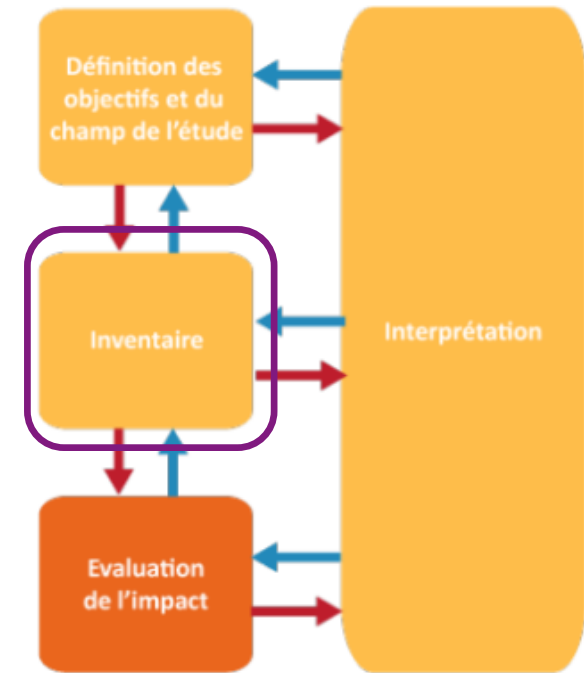 Définition des
objectifs et du
champ de l'étude
Inventaire
Interprétation
Evaluation
de l'impact